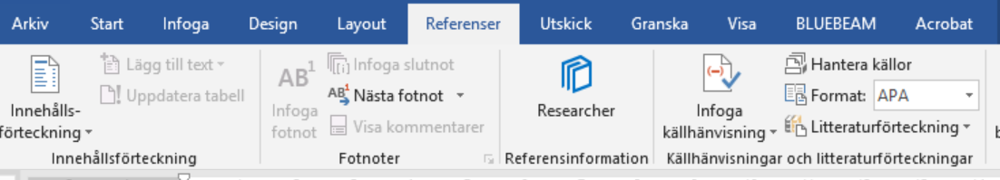 Arkiv Start Infoga Design Layout Referenser Utskick Granska Visa BLUEBEAM Acrobat
Innehålls-
förteckning
Lägg till text
Uppdatera tabell
Innehållsförteckning
AB1
Infoga
fotnot
Infoga slutnot
Nästa fotnot
Visa kommentarer
Fotnoter
Researcher
Referensinformation
Infoga
källhänvisning
Hantera källor
Format: APA
Litteraturförteckning
Källhänvisningar och litteraturförteckningar